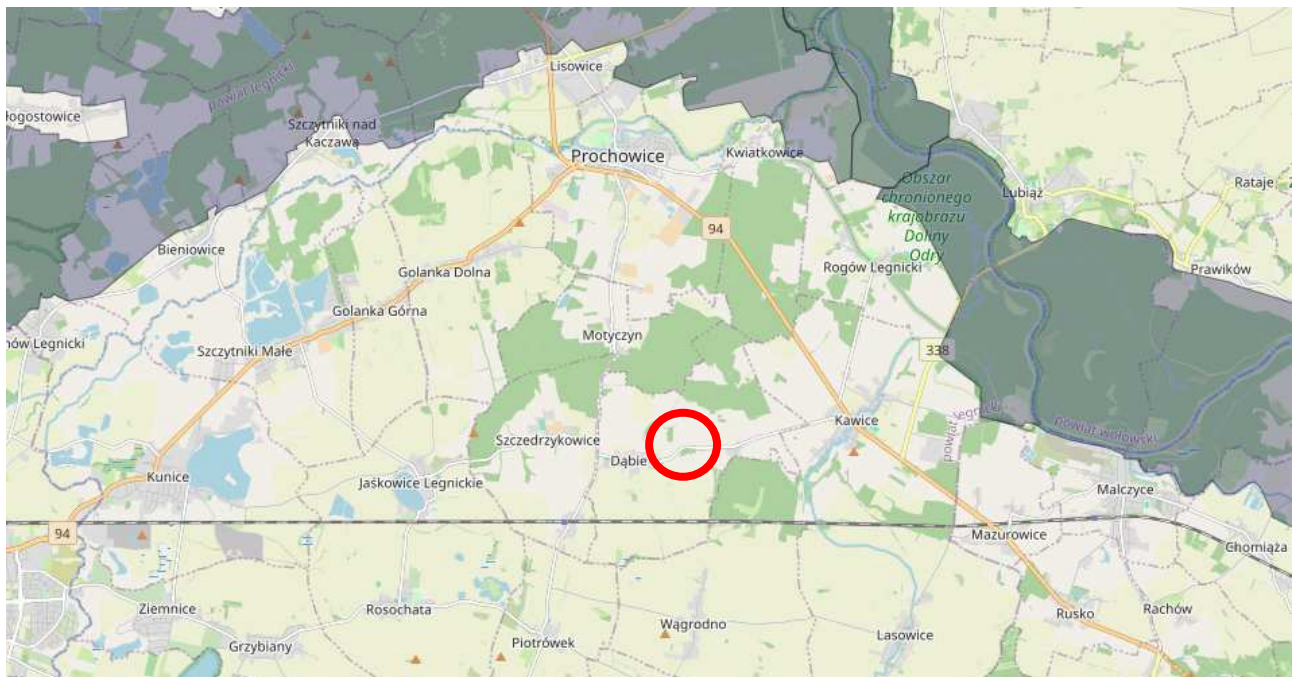 Lisowice
powiat legnicki
łogostowice
Szczytniki nad
Kaczawą
Prochowice
Kwiatkowice
Obszar
chronionego
krajobrazu
Doliny
Odry
Lubiąż
Rataje
Bieniowice
94
Golanka Dolna
Rogów Legnicki
Prawików
Golanka Górna
Motyczyn
338
nów Legnicki
Szczytniki Małe
powiat legnicki
powiat wołowski
Kawice
Szczedrzykowice
Dąbie
Kunice
Jaśkowice Legnickie
Malczyce
94
Mazurowice
Chomiąża
Ziemnice
Rosochata
Rusko
Rachów
Wągrodno
Lasowice
Grzybiany
Piotrówek